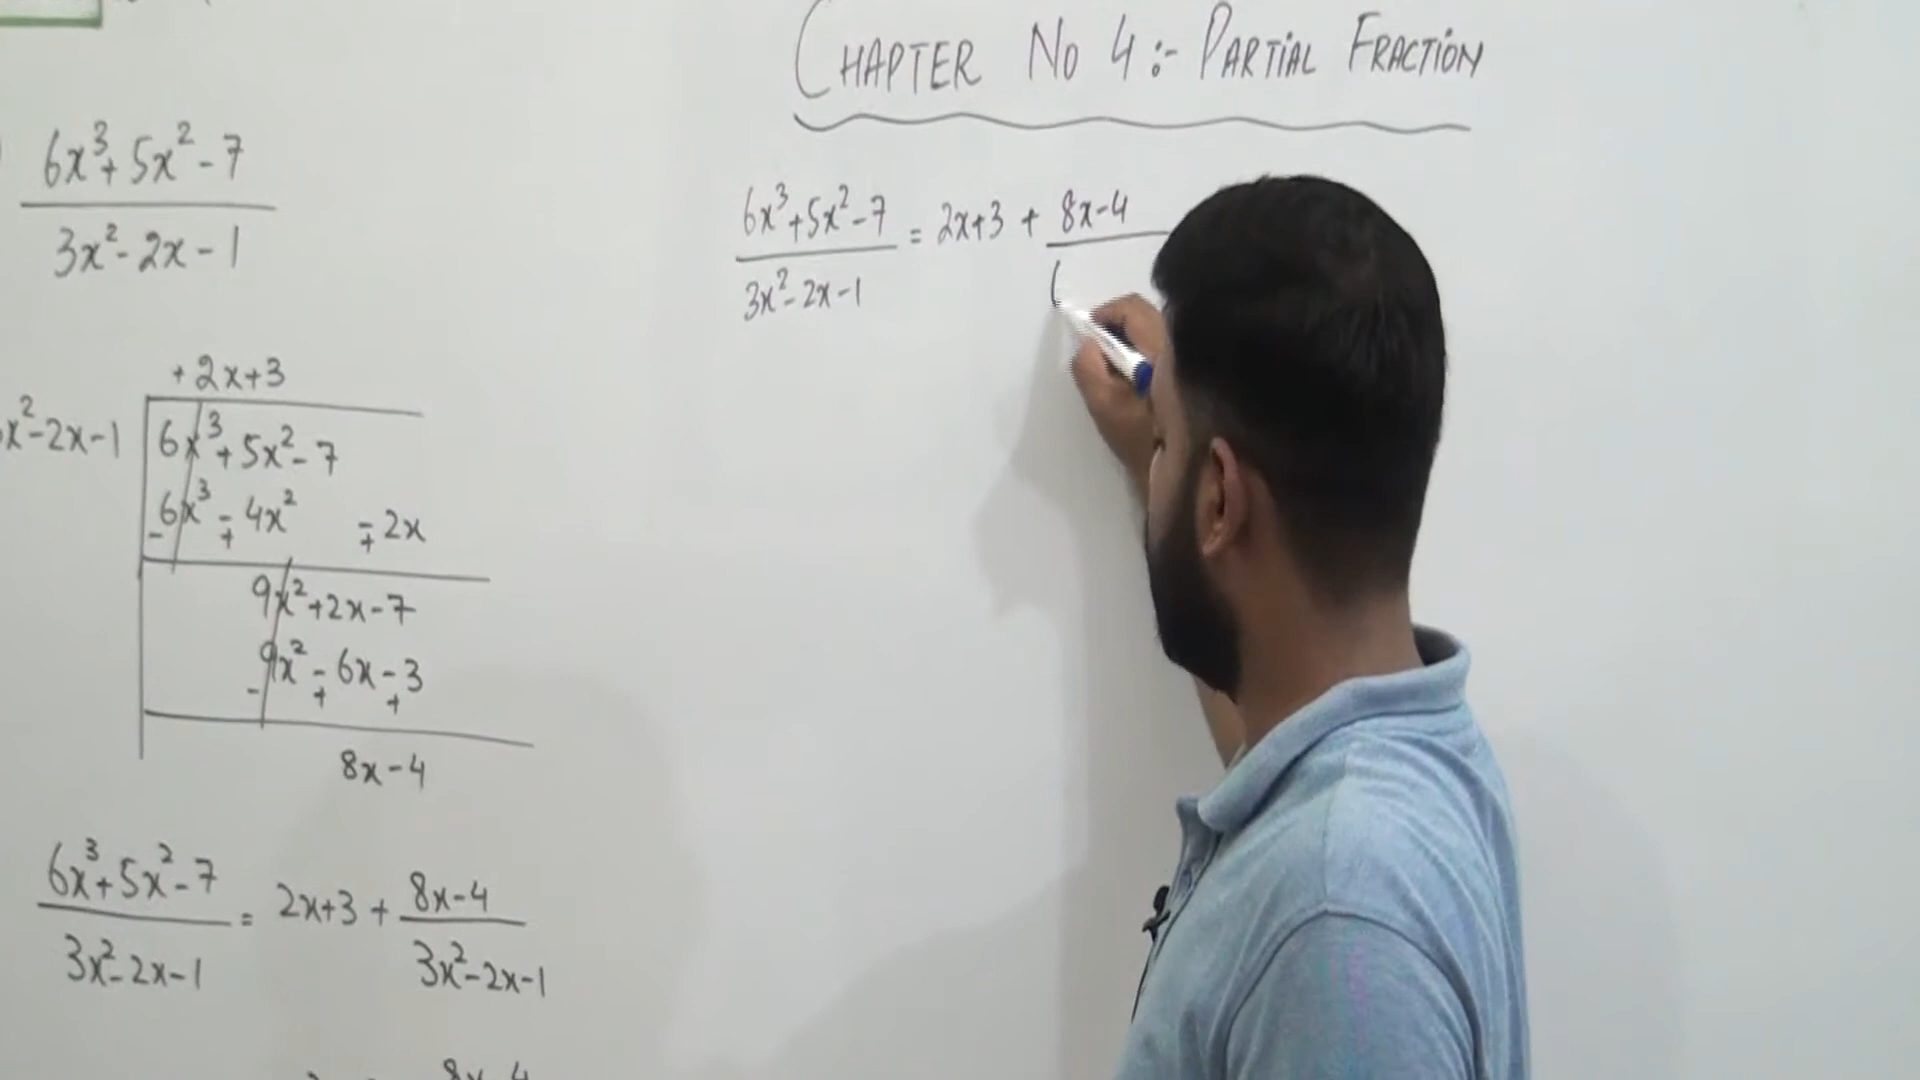 CHAPTER NO 4:- PARTIAL FRACTION
6x³+5x²-7
3x²-2x-1
+2x+3
x²-2x-1
6x³+5x²-7
6x³-4x² -2x
- + +
9x²+2x-7
9x²-6x-3
- + +
8x-4
6x³+5x²-7 = 2x+3 + 8x-4
3x²-2x-1 3x²-2x-1
8x-4
6x³+5x²-7 = 2x+3 + 8x-4
3x²-2x-1 (